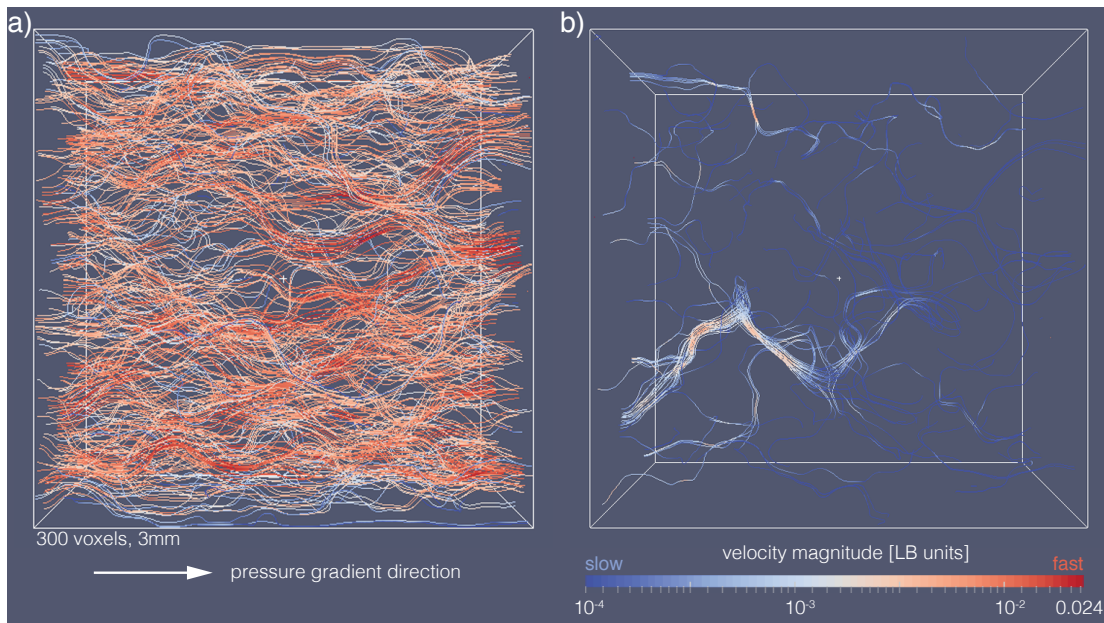 a)
b)
300 voxels, 3mm
pressure gradient direction
velocity magnitude [LB units]
slow
fast
10⁻⁴
10⁻³
10⁻²
0.024